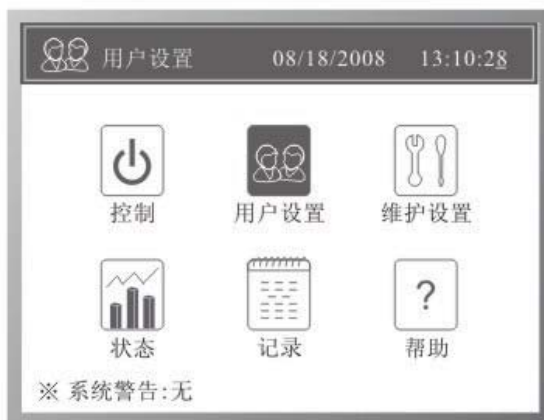 用户设置 08/18/2008 13:10:28
控制 用户设置 维护设置
?
状态 记录 帮助
※ 系统警告:无